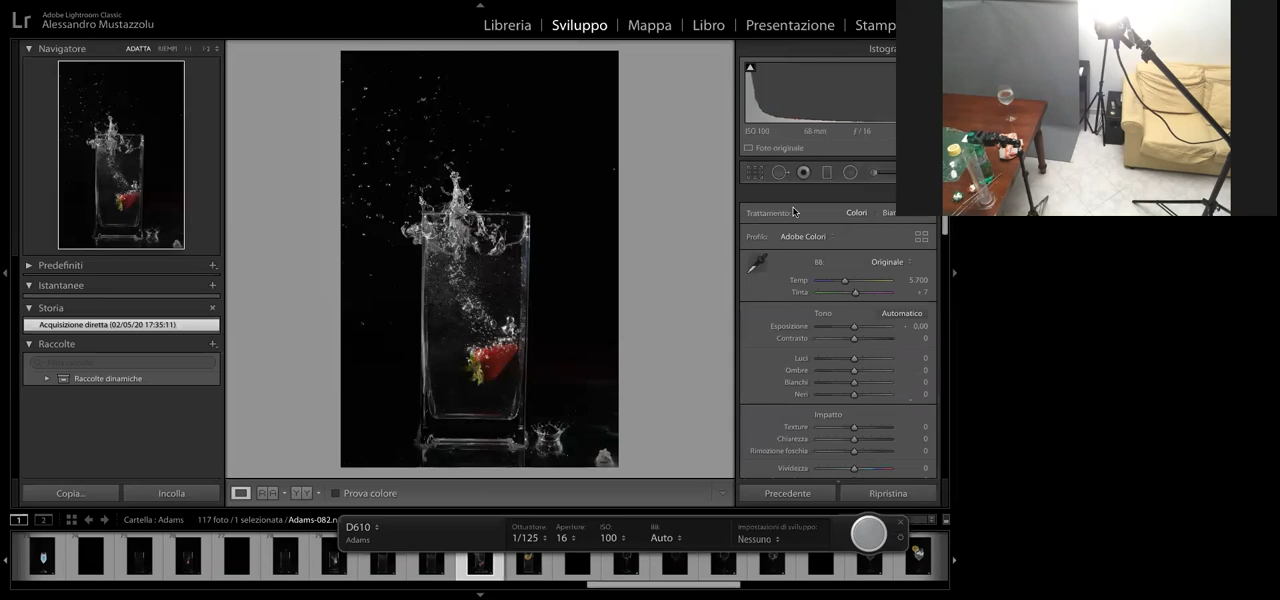 Lr
Adobe Lightroom Classic
Alessandro Mustazzolu
Libreria | Sviluppo | Mappa | Libro | Presentazione | Stamp
Navigatore ADATTA RIEMPI
Istogra
ISO 100 68 mm f / 16
Foto originale
Trattamento: Colori Bian
Profilo: Adobe Colori
BB: Originale
Temp 5.700
Tinta + 7
Tono Automatico
Esposizione 0,00
Contrasto 0
Luci 0
Ombre 0
Bianchi 0
Neri 0
Impatto
Texture 0
Chiarezza 0
Rimozione foschia 0
Vividezza 0
Predefiniti
Istantanee
Storia
Acquisizione diretta (02/05/20 17:35:11)
Raccolte
Raccolte dinamiche
Copia... Incolla
Prova colore
Precedente Ripristina
1 2 Cartella : Adams 117 foto / 1 selezionata / Adams-082.n
D610
Adams
Otturatore: 1/125
Apertura: 16
ISO: 100
BB: Auto
Impostazioni di sviluppo:
Nessuno